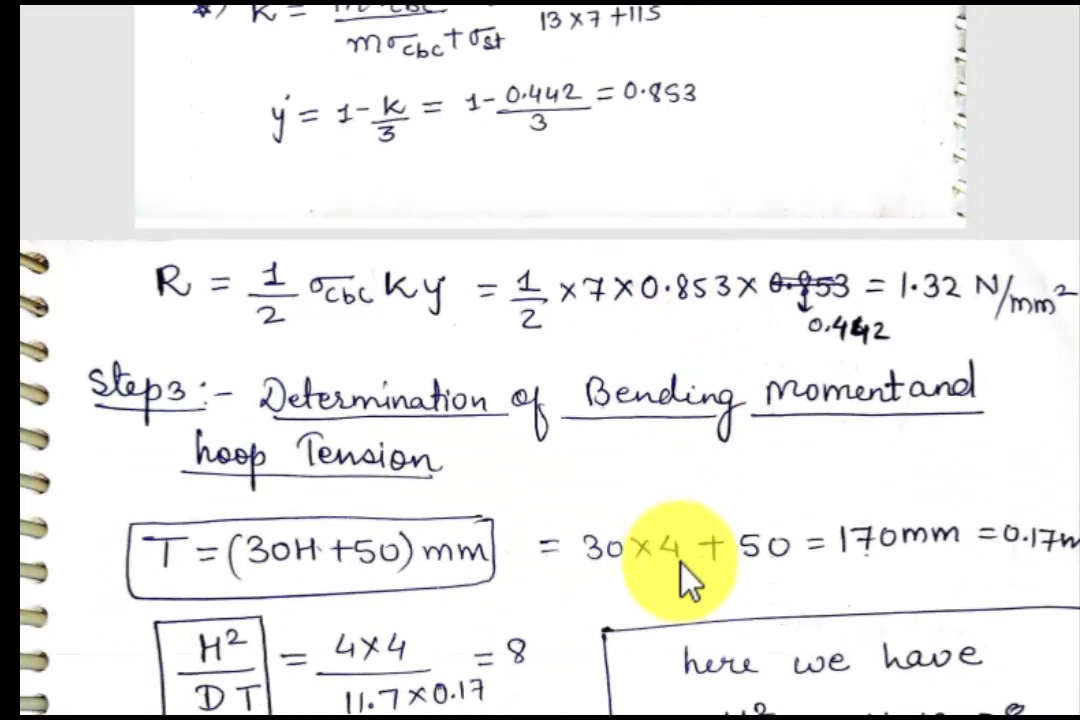 K =
mσcbc+σst 13×7+115
y = 1-k/3 = 1-0.442/3 = 0.853
R = 1/2 σcbc K y = 1/2 ×7×0.853× 0.853 = 1.32 N/mm²
0.442
Step3:- Determination of Bending Moment and
hoop Tension
T = (30H+50) mm = 30×4 + 50 = 170mm = 0.17
H²/DT = 4×4/11.7×0.17 = 8
here we have